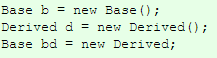 Base b = new Base();
Derived d = new Derived();
Base bd = new Derived;